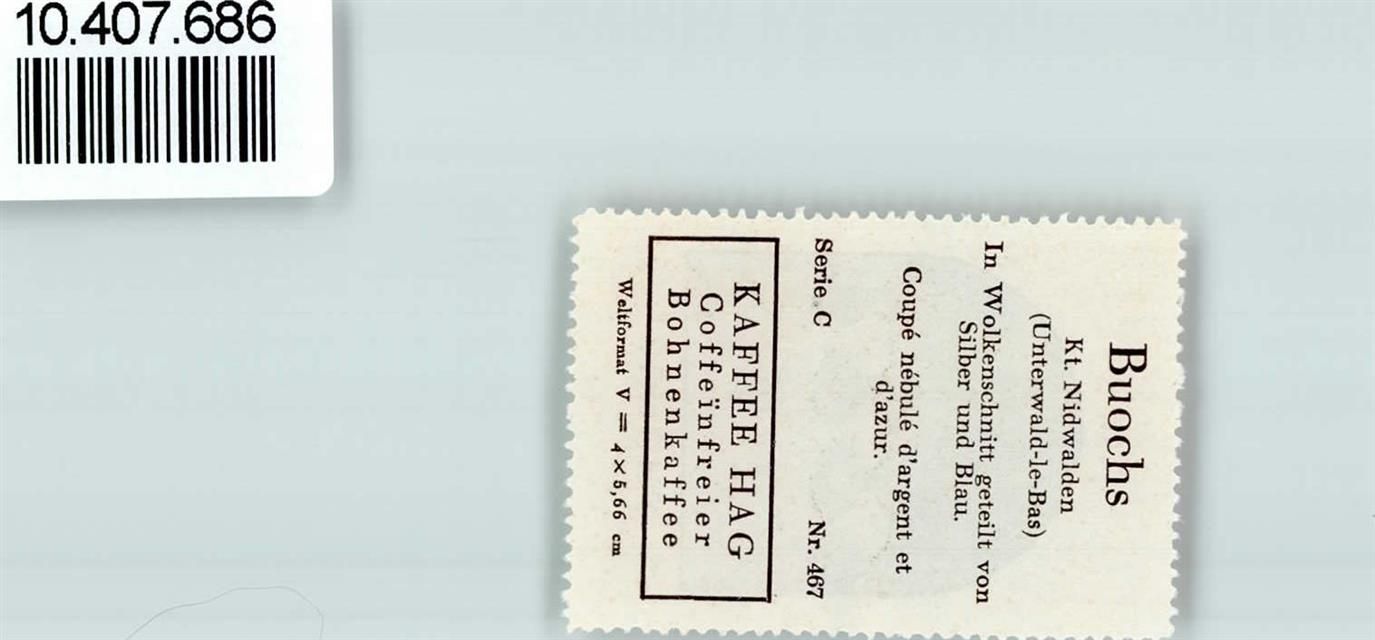 10.407.686
Buochs
Kt. Nidwalden
(Unterwald-le-Bas)
In Wolkenschnitt geteilt von
Silber und Blau.
Coupé nébulé d'argent et
d'azur.
Serie C Nr. 467
KAFFEE HAG
Coffeïnfreier
Bohnenkaffee
Weltformat V = 4 × 5,66 cm